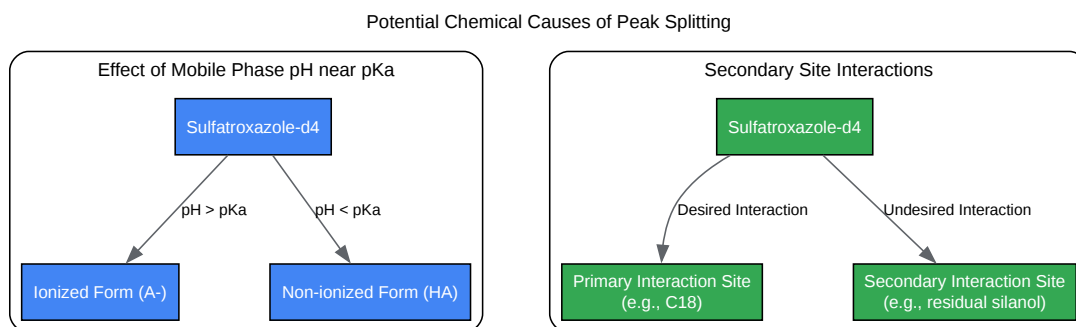 Potential Chemical Causes of Peak Splitting
Effect of Mobile Phase pH near pKa
Sulfatroxazole-d4
pH > pKa
pH < pKa
Ionized Form (A-)
Non-ionized Form (HA)
Secondary Site Interactions
Sulfatroxazole-d4
Desired Interaction
Undesired Interaction
Primary Interaction Site
(e.g., C18)
Secondary Interaction Site
(e.g., residual silanol)